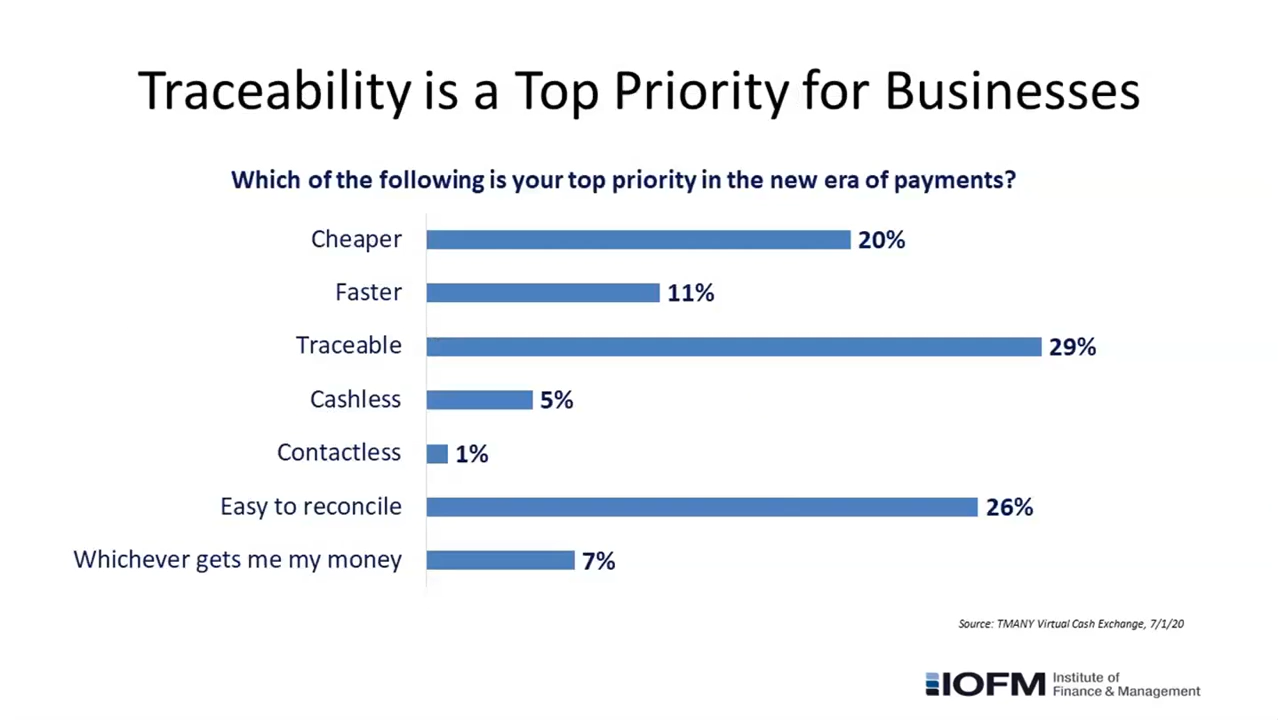 Traceability is a Top Priority for Businesses
Which of the following is your top priority in the new era of payments?
Cheaper 20%
Faster 11%
Traceable 29%
Cashless 5%
Contactless 1%
Easy to reconcile 26%
Whichever gets me my money 7%
Source: TMANY Virtual Cash Exchange, 7/1/20
IOFM Institute of
Finance & Management